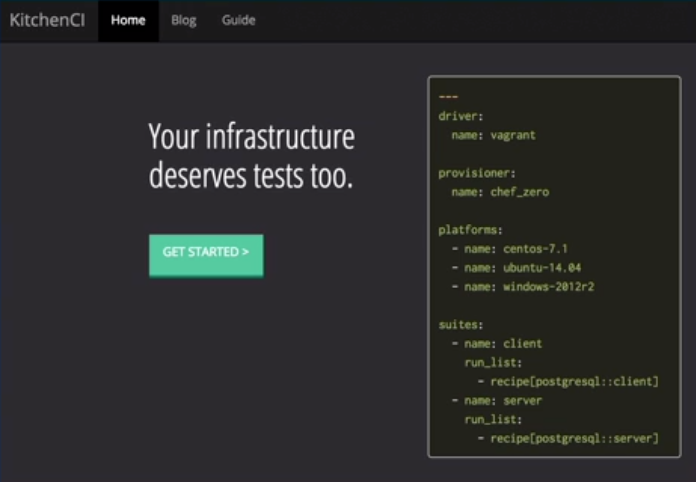 KitchenCI Home Blog Guide
Your infrastructure
deserves tests too.
GET STARTED >
---
driver:
  name: vagrant
provisioner:
  name: chef_zero
platforms:
  - name: centos-7.1
  - name: ubuntu-14.04
  - name: windows-2012r2
suites:
  - name: client
    run_list:
      - recipe[postgresql::client]
  - name: server
    run_list:
      - recipe[postgresql::server]